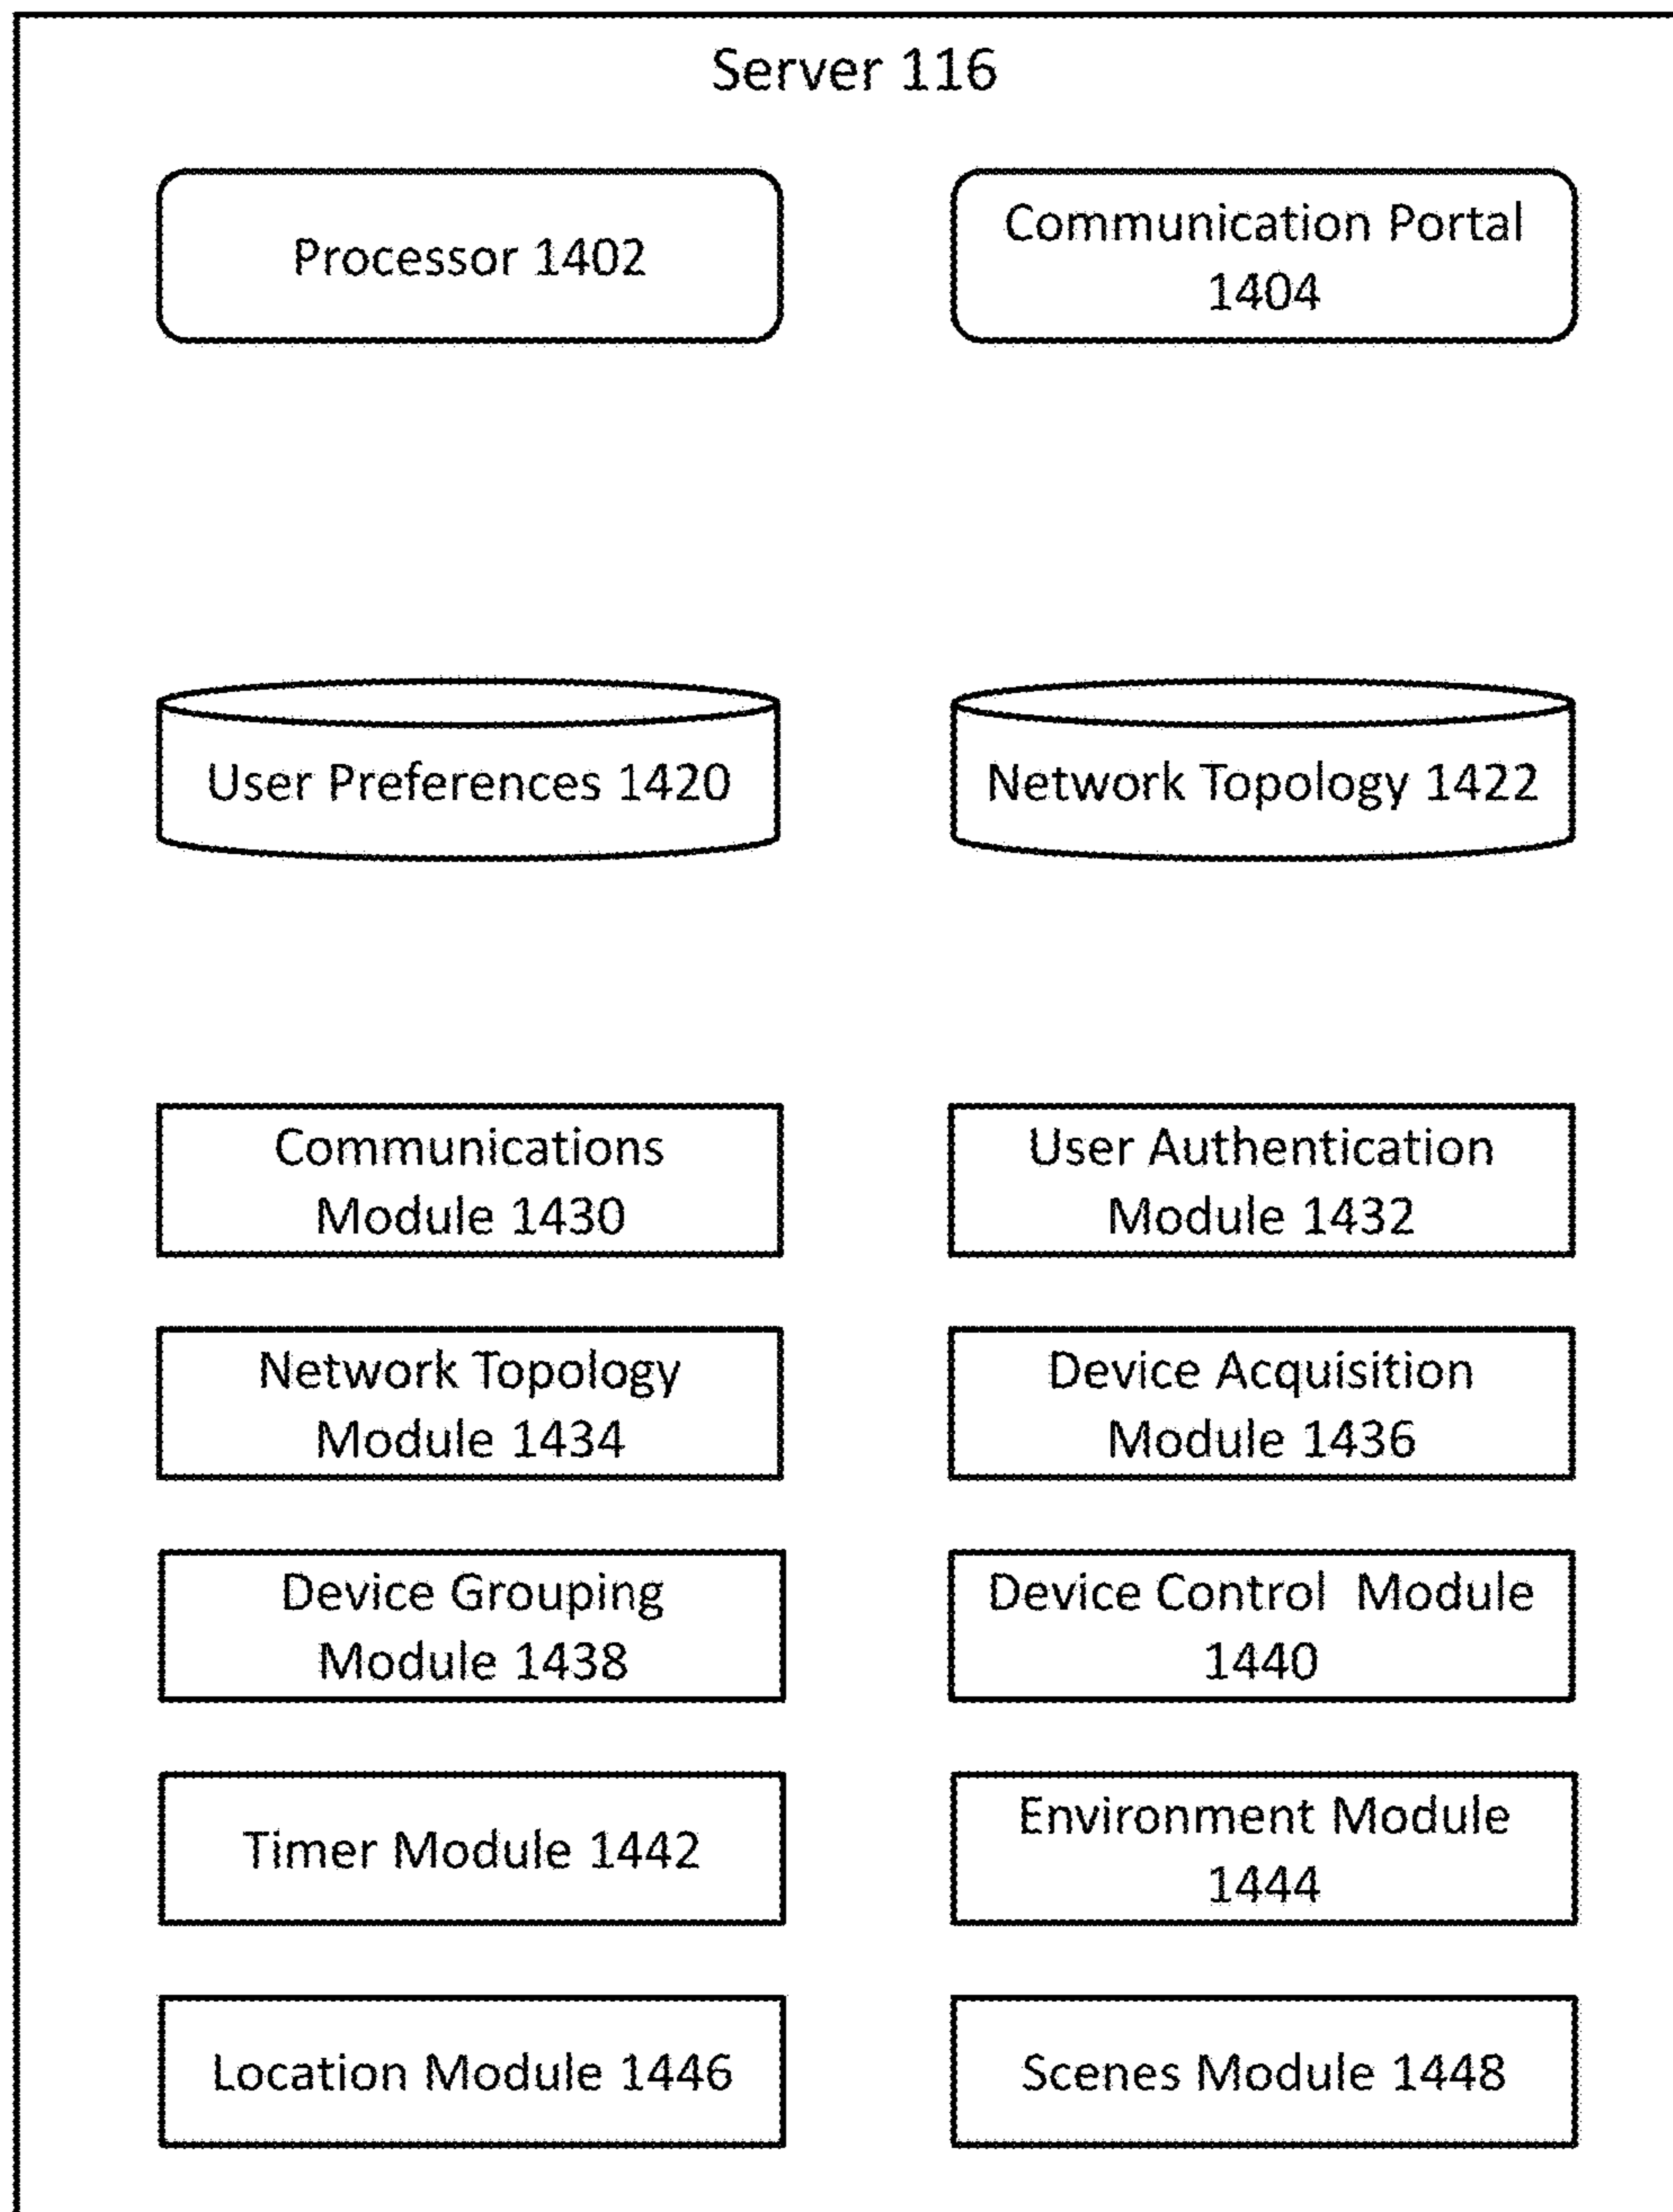 Server 116
Processor 1402
Communication Portal
1404
User Preferences 1420
Network Topology 1422
Communications
Module 1430
User Authentication
Module 1432
Network Topology
Module 1434
Device Acquisition
Module 1436
Device Grouping
Module 1438
Device Control  Module
1440
Timer Module 1442
Environment Module
1444
Location Module 1446
Scenes Module 1448